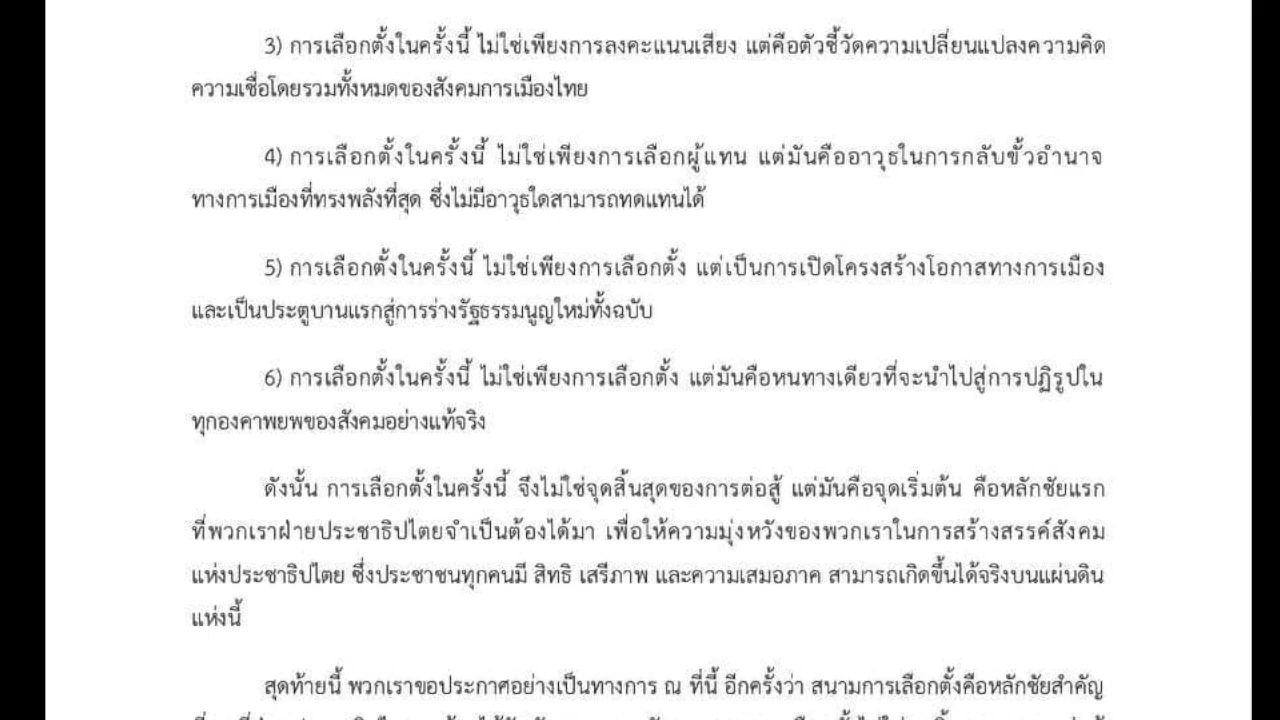 3) การเลือกตั้งในครั้งนี้ ไม่ใช่เพียงการลงคะแนนเสียง แต่คือตัวชี้วัดความเปลี่ยนแปลงความคิด
ความเชื่อโดยรวมทั้งหมดของสังคมการเมืองไทย
4) การเลือกตั้งในครั้งนี้ ไม่ใช่เพียงการเลือกผู้แทน แต่มันคืออาวุธในการกลับขั้วอำนาจ
ทางการเมืองที่ทรงพลังที่สุด ซึ่งไม่มีอาวุธใดสามารถทดแทนได้
5) การเลือกตั้งในครั้งนี้ ไม่ใช่เพียงการเลือกตั้ง แต่เป็นการเปิดโครงสร้างโอกาสทางการเมือง
และเป็นประตูบานแรกสู่การร่างรัฐธรรมนูญใหม่ทั้งฉบับ
6) การเลือกตั้งในครั้งนี้ ไม่ใช่เพียงการเลือกตั้ง แต่มันคือหนทางเดียวที่จะนำไปสู่การปฏิรูปใน
ทุกองคาพยพของสังคมอย่างแท้จริง
ดังนั้น การเลือกตั้งในครั้งนี้ จึงไม่ใช่จุดสิ้นสุดของการต่อสู้ แต่มันคือจุดเริ่มต้น คือหลักชัยแรก
ที่พวกเราฝ่ายประชาธิปไตยจำเป็นต้องได้มา เพื่อให้ความมุ่งหวังของพวกเราในการสร้างสรรค์สังคม
แห่งประชาธิปไตย ซึ่งประชาชนทุกคนมี สิทธิ เสรีภาพ และความเสมอภาค สามารถเกิดขึ้นได้จริงบนแผ่นดิน
แห่งนี้
สุดท้ายนี้ พวกเราขอประกาศอย่างเป็นทางการ ณ ที่นี้ อีกครั้งว่า สนามการเลือกตั้งคือหลักชัยสำคัญ